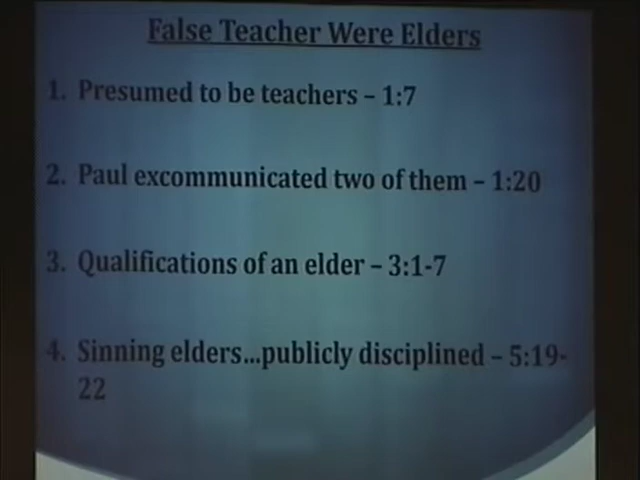 False Teacher Were Elders
1. Presumed to be teachers – 1:7
2. Paul excommunicated two of them – 1:20
3. Qualifications of an elder – 3:1-7
4. Sinning elders...publicly disciplined – 5:19-
22